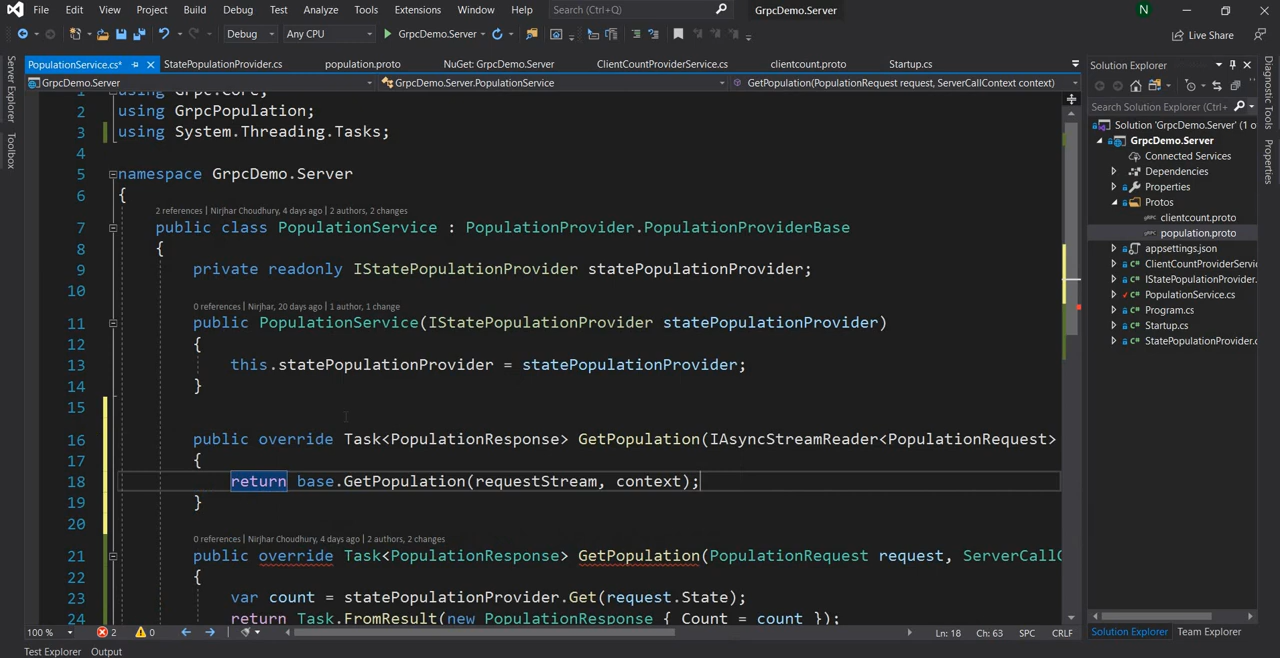 File Edit View Project Build Debug Test Analyze Tools Extensions Window Help Search (Ctrl+Q) GrpcDemo.Server N
Debug Any CPU GrpcDemo.Server Live Share
PopulationService.cs* StatePopulationProvider.cs population.proto NuGet: GrpcDemo.Server ClientCountProviderService.cs clientcount.proto Startup.cs
GrpcDemo.Server GrpcDemo.Server.PopulationService GetPopulation(PopulationRequest request, ServerCallContext context)
Server Explorer
Toolbox
1 using Grpc.Core;
2 using GrpcPopulation;
3 using System.Threading.Tasks;
4
5 namespace GrpcDemo.Server
6 {
2 references | Nirjhar Choudhury, 4 days ago | 2 authors, 2 changes
7 public class PopulationService : PopulationProvider.PopulationProviderBase
8 {
9 private readonly IStatePopulationProvider statePopulationProvider;
10
0 references | Nirjhar, 20 days ago | 1 author, 1 change
11 public PopulationService(IStatePopulationProvider statePopulationProvider)
12 {
13 this.statePopulationProvider = statePopulationProvider;
14 }
15
16 public override Task<PopulationResponse> GetPopulation(IAsyncStreamReader<PopulationRequest>
17 {
18 return base.GetPopulation(requestStream, context);
19 }
20
0 references | Nirjhar Choudhury, 4 days ago | 2 authors, 2 changes
21 public override Task<PopulationResponse> GetPopulation(PopulationRequest request, ServerCallC
22 {
23 var count = statePopulationProvider.Get(request.State);
24 return Task.FromResult(new PopulationResponse { Count = count });
100 % 2 0 Ln: 18 Ch: 63 SPC CRLF
Test Explorer Output
Solution Explorer
Search Solution Explorer (Ctrl+
Solution 'GrpcDemo.Server' (1 o
GrpcDemo.Server
Connected Services
Dependencies
Properties
Protos
clientcount.proto
population.proto
appsettings.json
ClientCountProviderServic
IStatePopulationProvider.
PopulationService.cs
Program.cs
Startup.cs
StatePopulationProvider.c
Solution Explorer Team Explorer
Diagnostic Tools
Properties